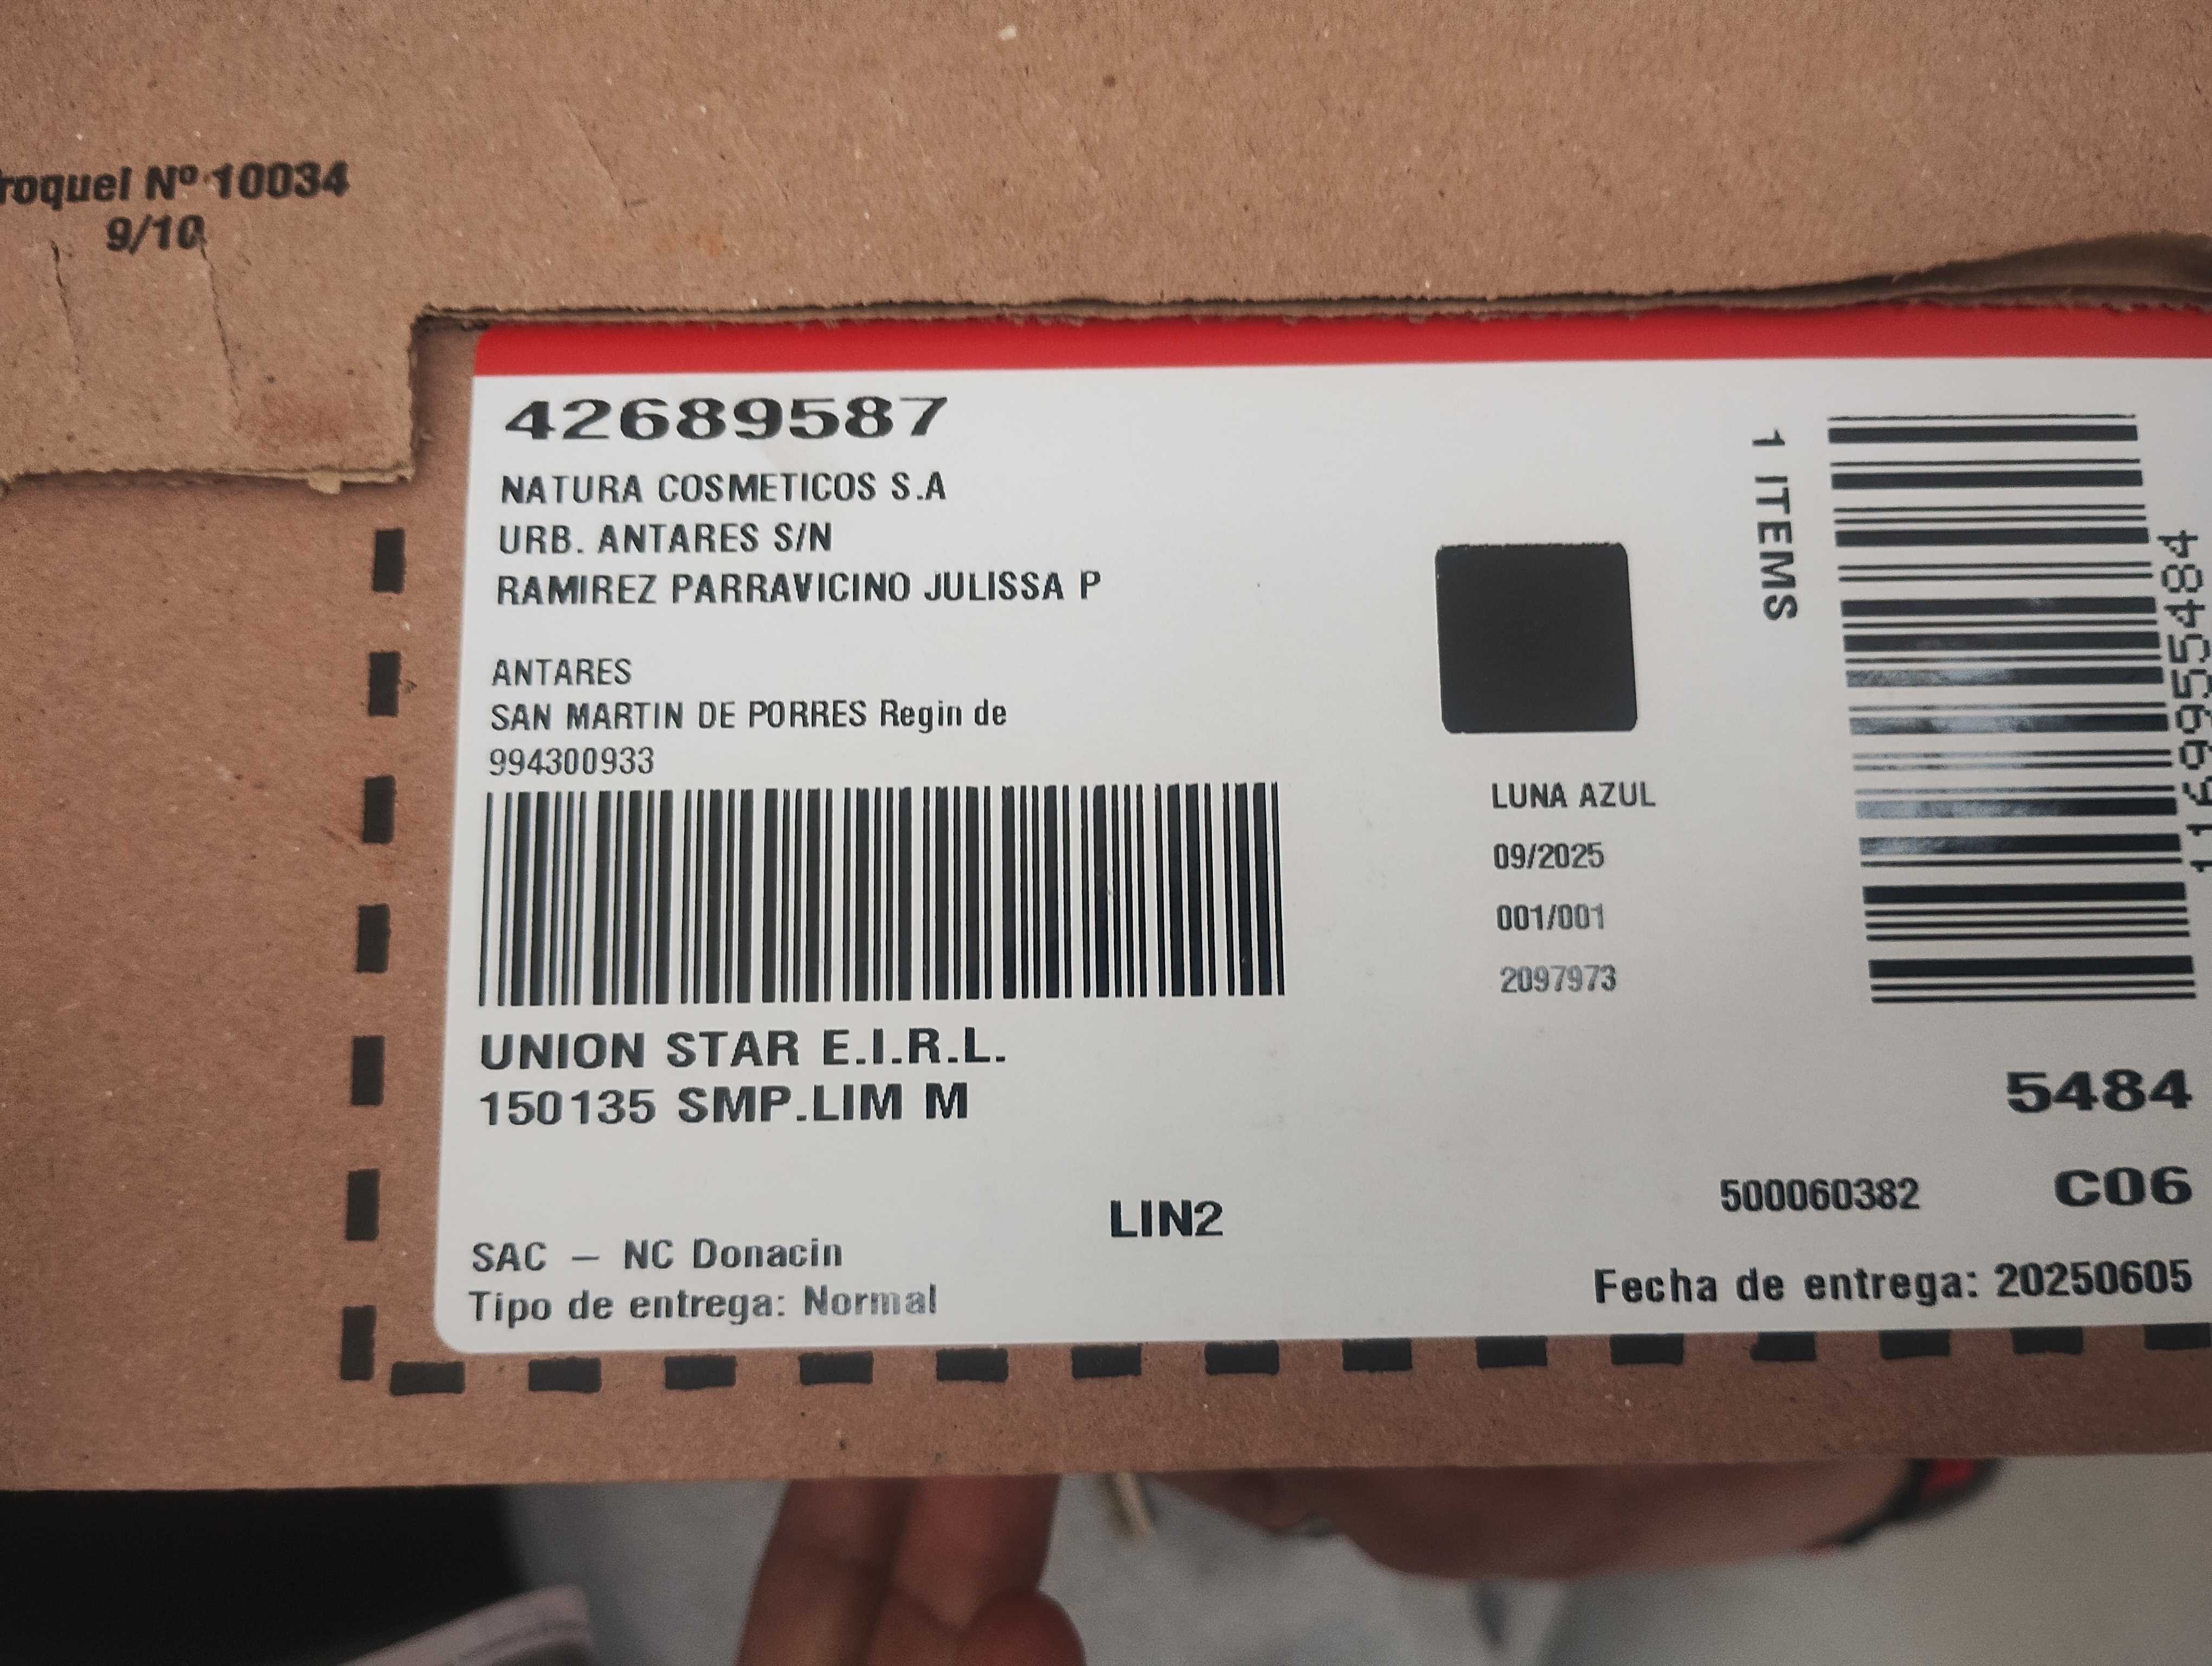 roquel Nº 10034
9/10
42689587
NATURA COSMETICOS S.A
URB. ANTARES S/N
RAMIREZ PARRAVICINO JULISSA P
ANTARES
SAN MARTIN DE PORRES Regin de
994300933
UNION STAR E.I.R.L.
150135 SMP.LIM M
SAC – NC Donacin
Tipo de entrega: Normal
LIN2
LUNA AZUL
09/2025
001/001
2097973
1 ITEMS
5484
500060382 C06
Fecha de entrega: 20250605